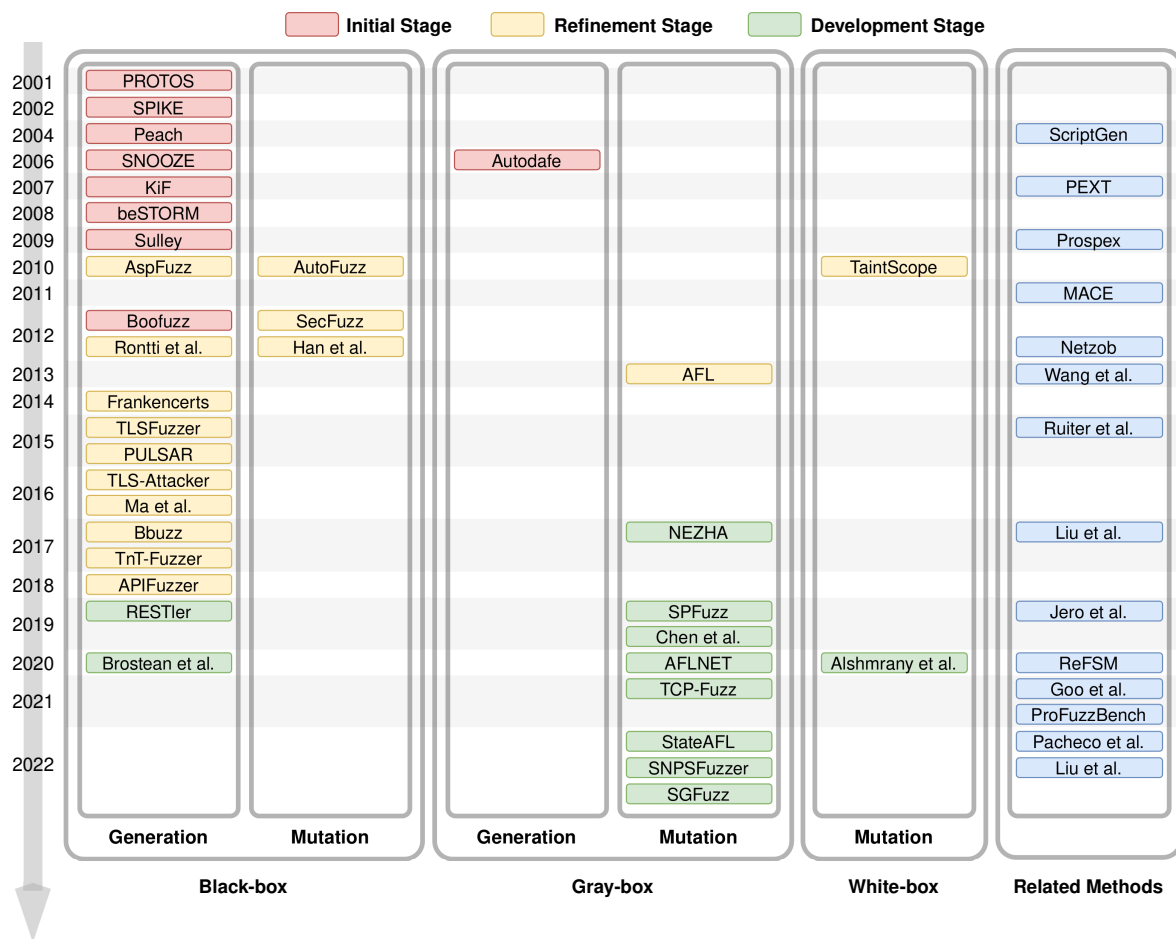 Initial Stage Refinement Stage Development Stage
2001 PROTOS
2002 SPIKE
2004 Peach ScriptGen
2006 SNOOZE Autodafe
2007 KiF PEXT
2008 beSTORM
2009 Sulley Prospex
2010 AspFuzz AutoFuzz TaintScope
2011 MACE
2012
Boofuzz SecFuzz
Rontti et al. Han et al. Netzob
2013 AFL Wang et al.
2014 Frankencerts
2015
TLSFuzzer Ruiter et al.
PULSAR
2016
TLS-Attacker
Ma et al.
2017
Bbuzz NEZHA Liu et al.
TnT-Fuzzer
2018 APIFuzzer
2019
RESTler SPFuzz Jero et al.
Chen et al.
2020 Brostean et al. AFLNET Alshmrany et al. ReFSM
2021
TCP-Fuzz Goo et al.
ProFuzzBench
2022
StateAFL Pacheco et al.
SNPSFuzzer Liu et al.
SGFuzz
Generation Mutation Generation Mutation Mutation
Black-box Gray-box White-box Related Methods